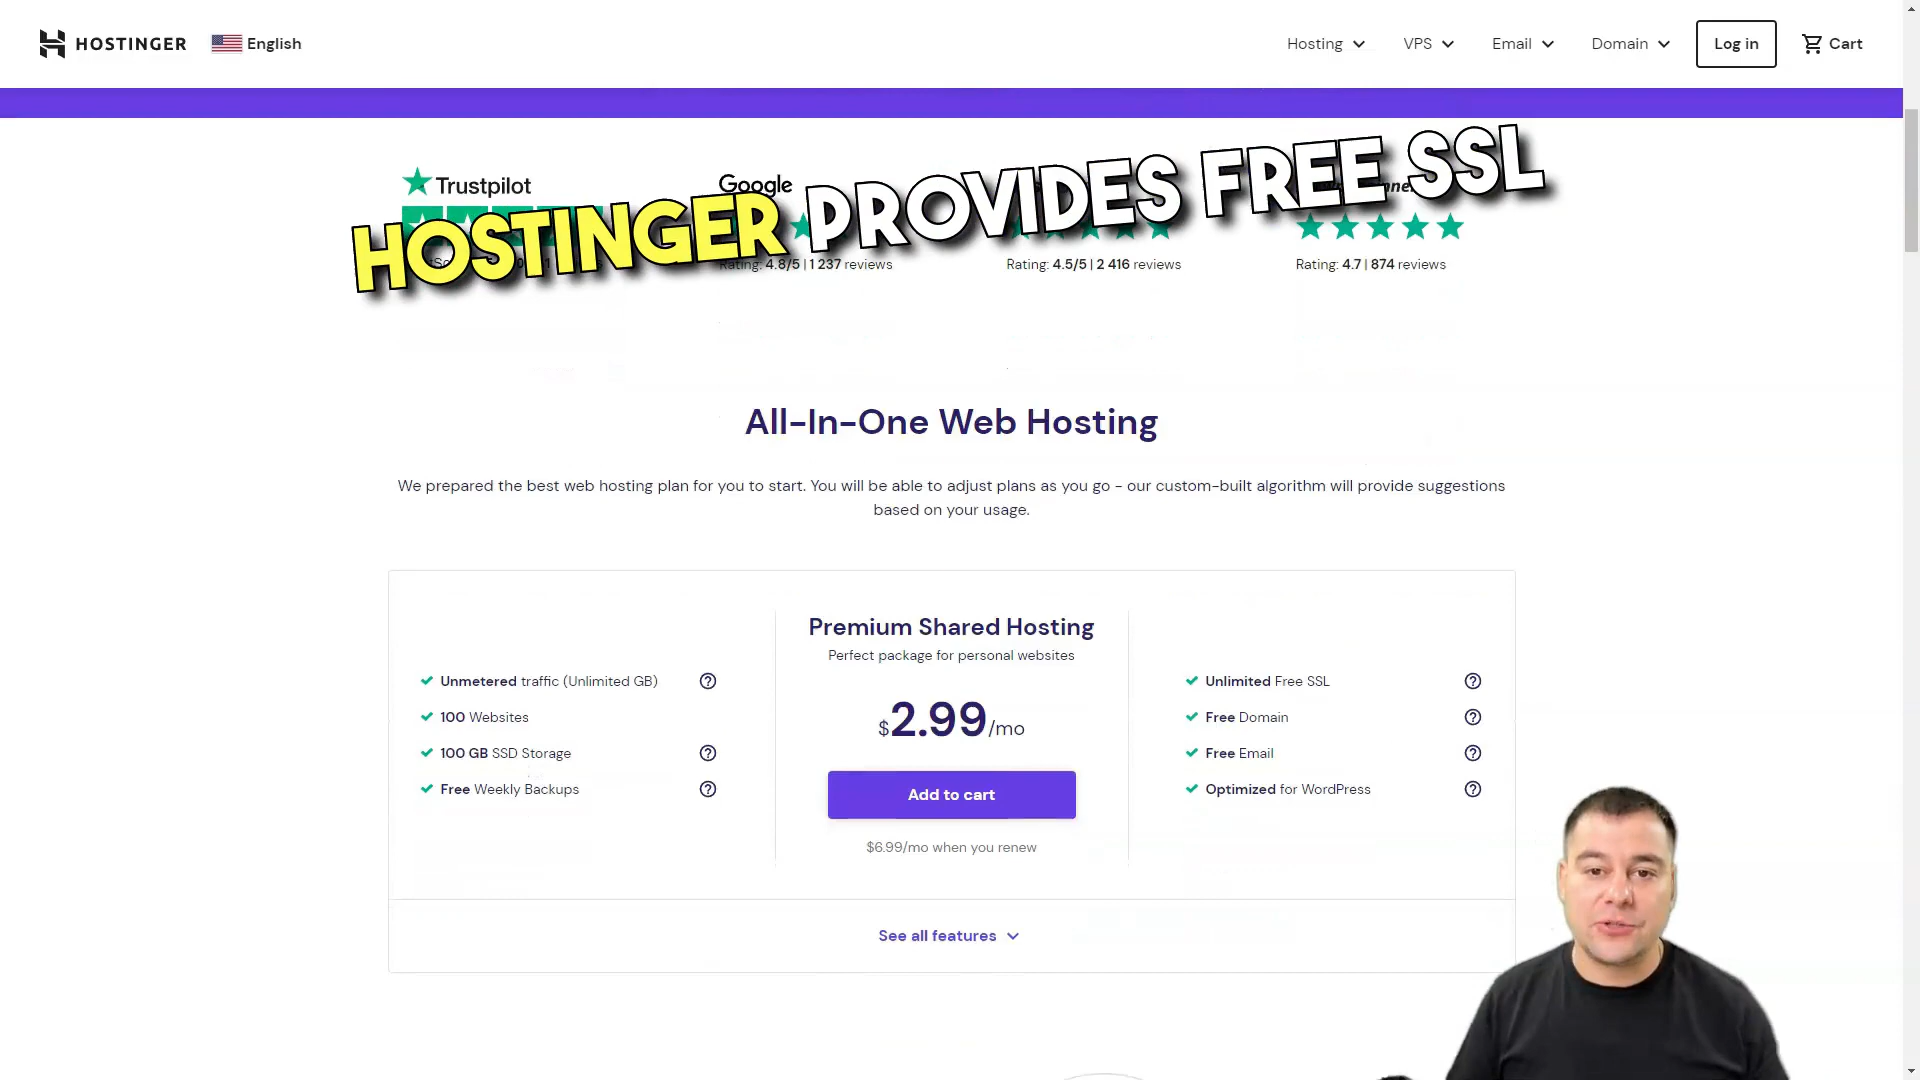 HOSTINGER
English
Hosting
VPS
Email
Domain
Log in
Cart
HOSTINGER PROVIDES FREE SSL
Trustpilot
Google
Rating: 4.8/5 | 1 237 reviews
Rating: 4.5/5 | 2 416 reviews
Rating: 4.7 | 874 reviews
All-In-One Web Hosting
We prepared the best web hosting plan for you to start. You will be able to adjust plans as you go - our custom-built algorithm will provide suggestions
based on your usage.
Unmetered traffic (Unlimited GB)
100 Websites
100 GB SSD Storage
Free Weekly Backups
Premium Shared Hosting
Perfect package for personal websites
$2.99/mo
Add to cart
$6.99/mo when you renew
Unlimited Free SSL
Free Domain
Free Email
Optimized for WordPress
See all features